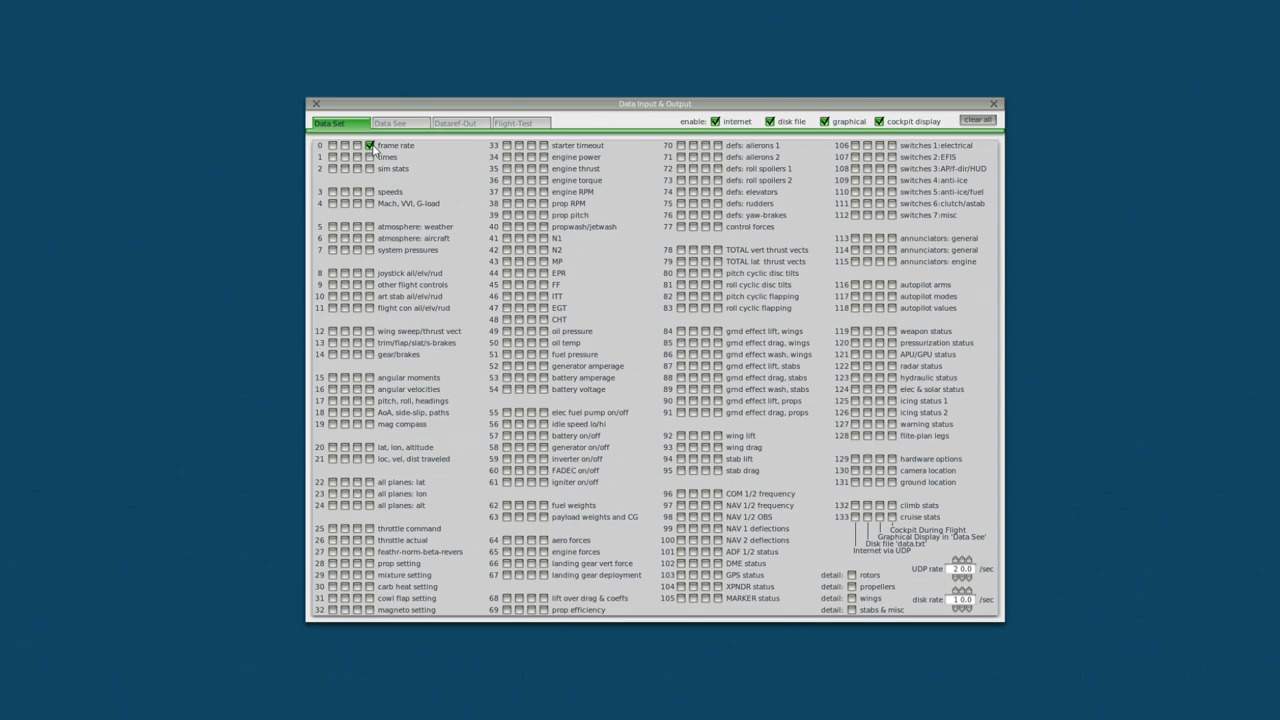 Data Input & Output
Data Set
Data See
Dataref-Out
Flight-Test
enable: internet disk file graphical cockpit display clear all
0 frame rate
1 times
2 sim stats
3 speeds
4 Mach, VVI, G-load
5 atmosphere: weather
6 atmosphere: aircraft
7 system pressures
8 joystick ail/elv/rud
9 other flight controls
10 art stab ail/elv/rud
11 flight con ail/elv/rud
12 wing sweep/thrust vect
13 trim/flap/slat/s-brakes
14 gear/brakes
15 angular moments
16 angular velocities
17 pitch, roll, headings
18 AoA, side-slip, paths
19 mag compass
20 lat, lon, altitude
21 loc, vel, dist traveled
22 all planes: lat
23 all planes: lon
24 all planes: alt
25 throttle command
26 throttle actual
27 feathr-norm-beta-revers
28 prop setting
29 mixture setting
30 carb heat setting
31 cowl flap setting
32 magneto setting
33 starter timeout
34 engine power
35 engine thrust
36 engine torque
37 engine RPM
38 prop RPM
39 prop pitch
40 propwash/jetwash
41 N1
42 N2
43 MP
44 EPR
45 FF
46 ITT
47 EGT
48 CHT
49 oil pressure
50 oil temp
51 fuel pressure
52 generator amperage
53 battery amperage
54 battery voltage
55 elec fuel pump on/off
56 idle speed lo/hi
57 battery on/off
58 generator on/off
59 inverter on/off
60 FADEC on/off
61 igniter on/off
62 fuel weights
63 payload weights and CG
64 aero forces
65 engine forces
66 landing gear vert force
67 landing gear deployment
68 lift over drag & coeffs
69 prop efficiency
70 defs: ailerons 1
71 defs: ailerons 2
72 defs: roll spoilers 1
73 defs: roll spoilers 2
74 defs: elevators
75 defs: rudders
76 defs: yaw-brakes
77 control forces
78 TOTAL vert thrust vects
79 TOTAL lat thrust vects
80 pitch cyclic disc tilts
81 roll cyclic disc tilts
82 pitch cyclic flapping
83 roll cyclic flapping
84 grnd effect lift, wings
85 grnd effect drag, wings
86 grnd effect wash, wings
87 grnd effect lift, stabs
88 grnd effect drag, stabs
89 grnd effect wash, stabs
90 grnd effect lift, props
91 grnd effect drag, props
92 wing lift
93 wing drag
94 stab lift
95 stab drag
96 COM 1/2 frequency
97 NAV 1/2 frequency
98 NAV 1/2 OBS
99 NAV 1 deflections
100 NAV 2 deflections
101 ADF 1/2 status
102 DME status
103 GPS status
104 XPNDR status
105 MARKER status
106 switches 1:electrical
107 switches 2:EFIS
108 switches 3:AP/f-dir/HUD
109 switches 4:anti-ice
110 switches 5:anti-ice/fuel
111 switches 6:clutch/astab
112 switches 7:misc
113 annunciators: general
114 annunciators: general
115 annunciators: engine
116 autopilot arms
117 autopilot modes
118 autopilot values
119 weapon status
120 pressurization status
121 APU/GPU status
122 radar status
123 hydraulic status
124 elec & solar status
125 icing status 1
126 icing status 2
127 warning status
128 flite-plan legs
129 hardware options
130 camera location
131 ground location
132 climb stats
133 cruise stats
Cockpit During Flight
Graphical Display in 'Data See'
Disk file 'data.txt'
Internet via UDP
UDP rate 2 0.0 /sec
detail: rotors
detail: propellers
detail: wings
disk rate 1 0.0 /sec
detail: stabs & misc